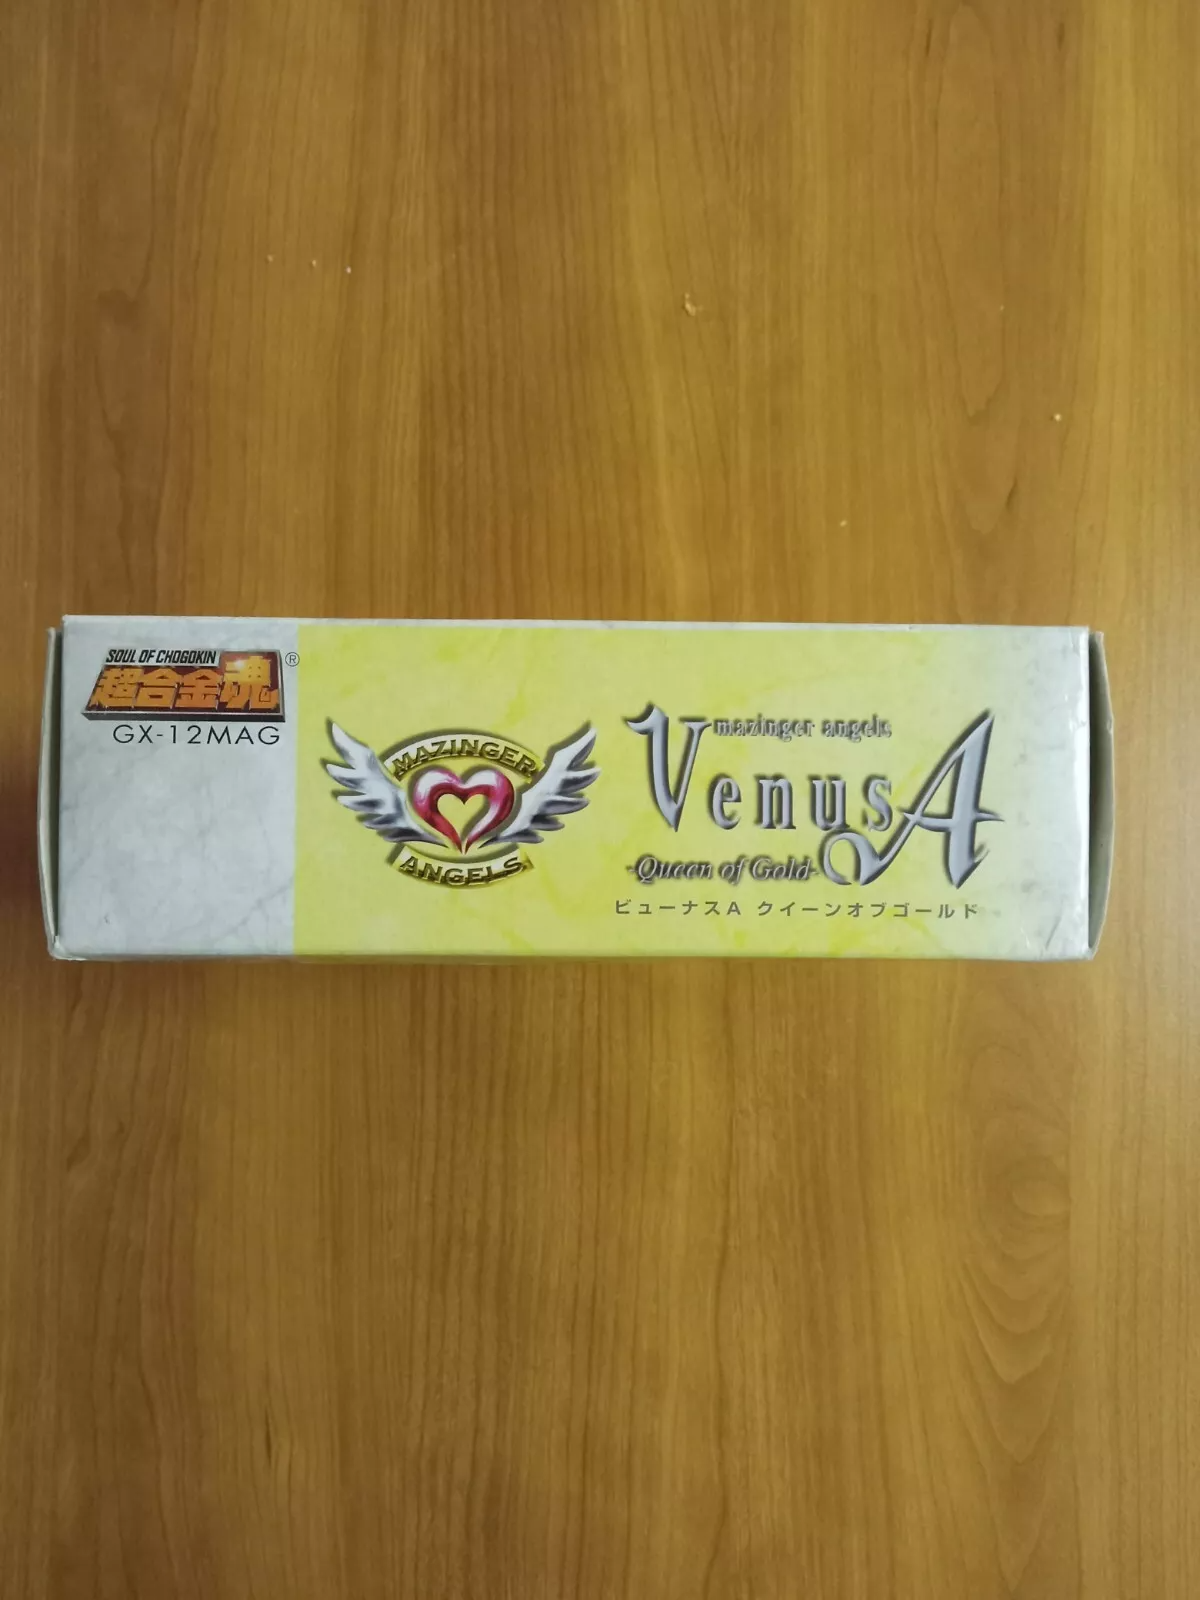 SOUL OF CHOGOKIN
超合金魂®
GX-12MAG
MAZINGER
ANGELS
mazinger angels
Venus A
-Queen of Gold-
ビューナスA クイーンオブゴールド